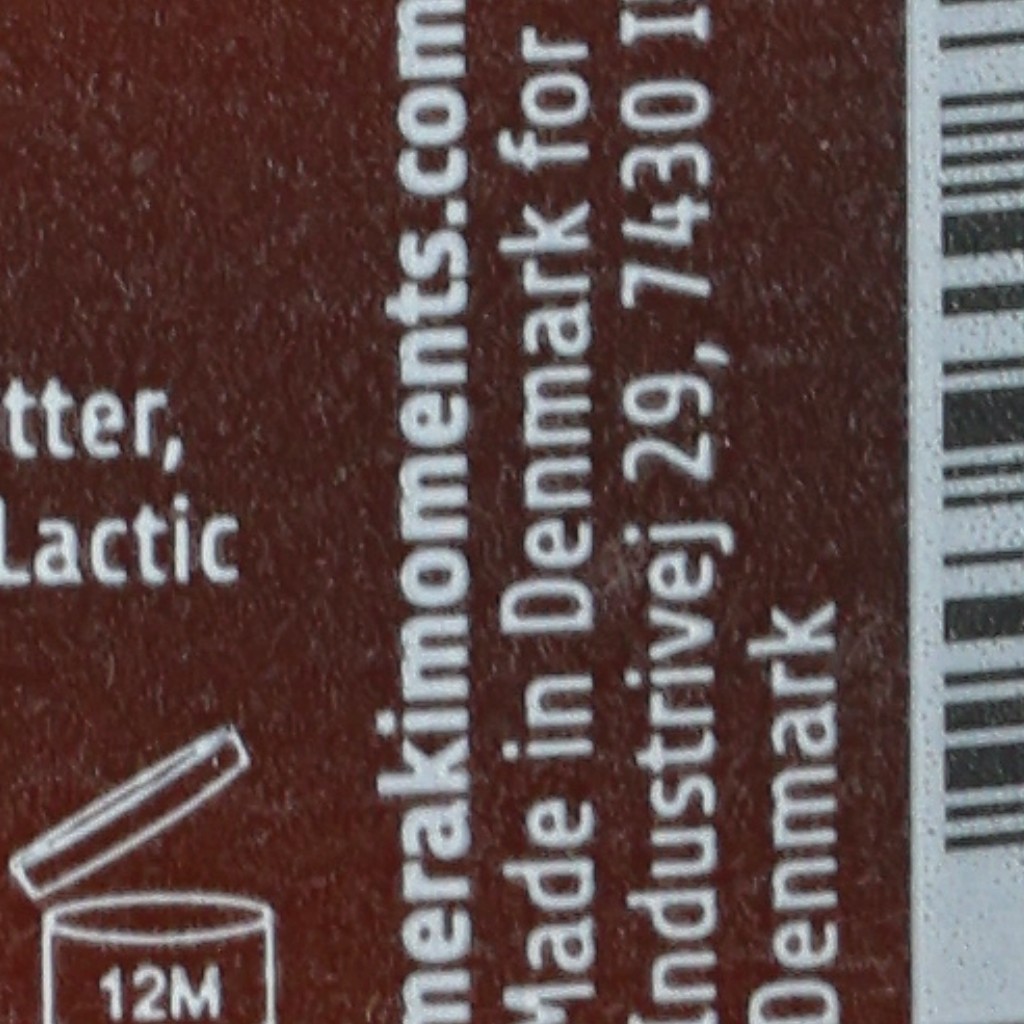 tter,
Lactic
12M
merakimoments.com
Made in Denmark for
Industrivej 29, 7430
Denmark